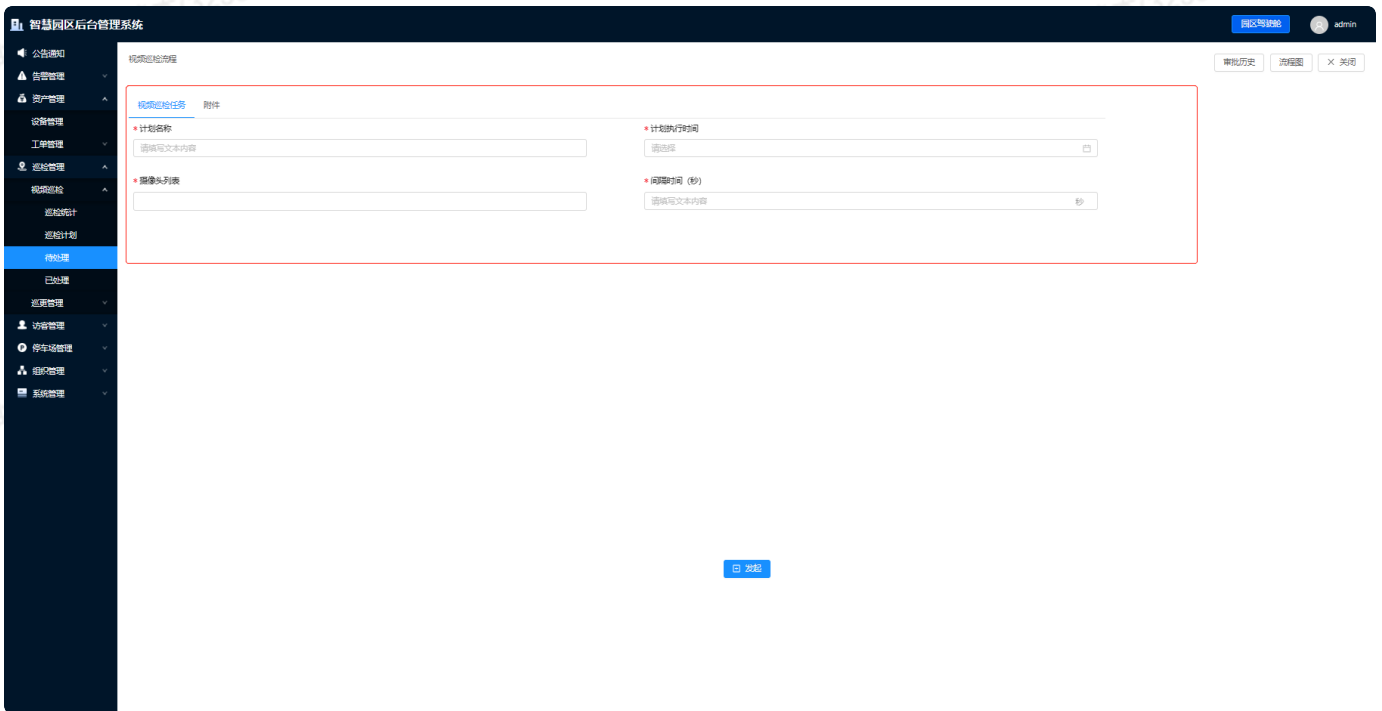 智慧园区后台管理系统
园区驾驶舱
admin
公告通知
告警管理
资产管理
设备管理
工单管理
巡检管理
视频巡检
巡检统计
巡检计划
待处理
已处理
巡更管理
访客管理
停车场管理
组织管理
系统管理
视频巡检流程
审批历史
流程图
× 关闭
视频巡检任务 附件
* 计划名称
请填写文本内容
* 计划执行时间
请选择
* 摄像头列表
* 间隔时间（秒）
请填写文本内容 秒
发起